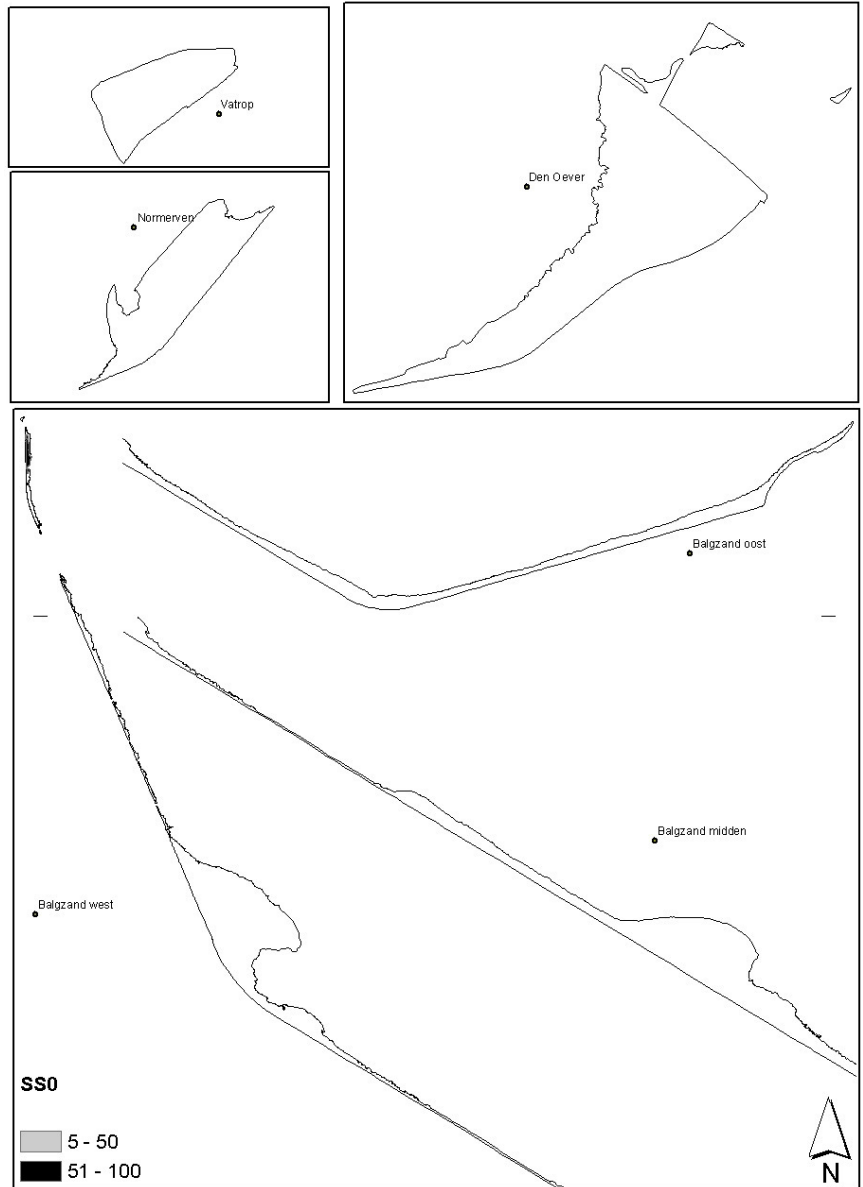 Vatrop
Normerven
Den Oever
Balgzand oost
Balgzand midden
Balgzand west
SS0
5 - 50
51 - 100
N